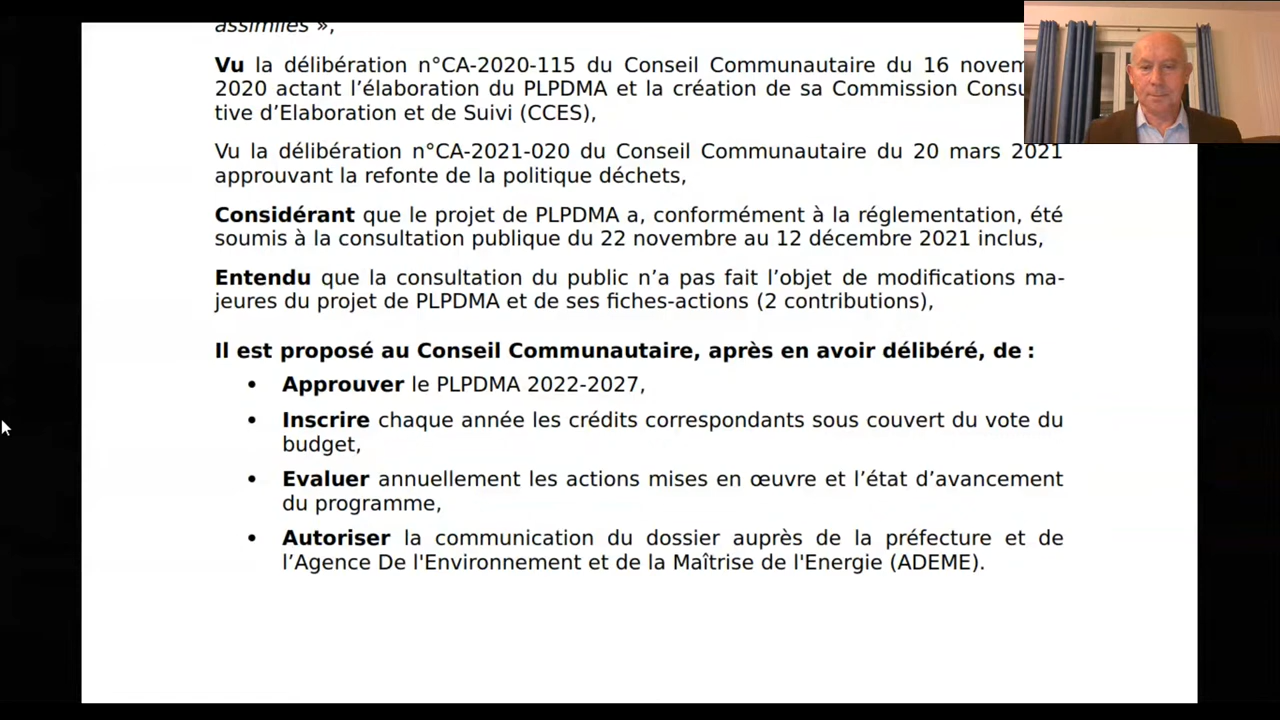 assimilés »,
Vu la délibération n°CA-2020-115 du Conseil Communautaire du 16
2020 actant l’élaboration du PLPDMA et la création de sa Commission
tive d’Elaboration et de Suivi (CCES),
Vu la délibération n°CA-2021-020 du Conseil Communautaire du 20 mars 2021
approuvant la refonte de la politique déchets,
Considérant que le projet de PLPDMA a, conformément à la réglementation, été
soumis à la consultation publique du 22 novembre au 12 décembre 2021 inclus,
Entendu que la consultation du public n’a pas fait l’objet de modifications ma-
jeures du projet de PLPDMA et de ses fiches-actions (2 contributions),
Il est proposé au Conseil Communautaire, après en avoir délibéré, de :
• Approuver le PLPDMA 2022-2027,
• Inscrire chaque année les crédits correspondants sous couvert du vote du
budget,
• Evaluer annuellement les actions mises en œuvre et l’état d’avancement
du programme,
• Autoriser la communication du dossier auprès de la préfecture et de
l’Agence De l'Environnement et de la Maîtrise de l'Energie (ADEME).